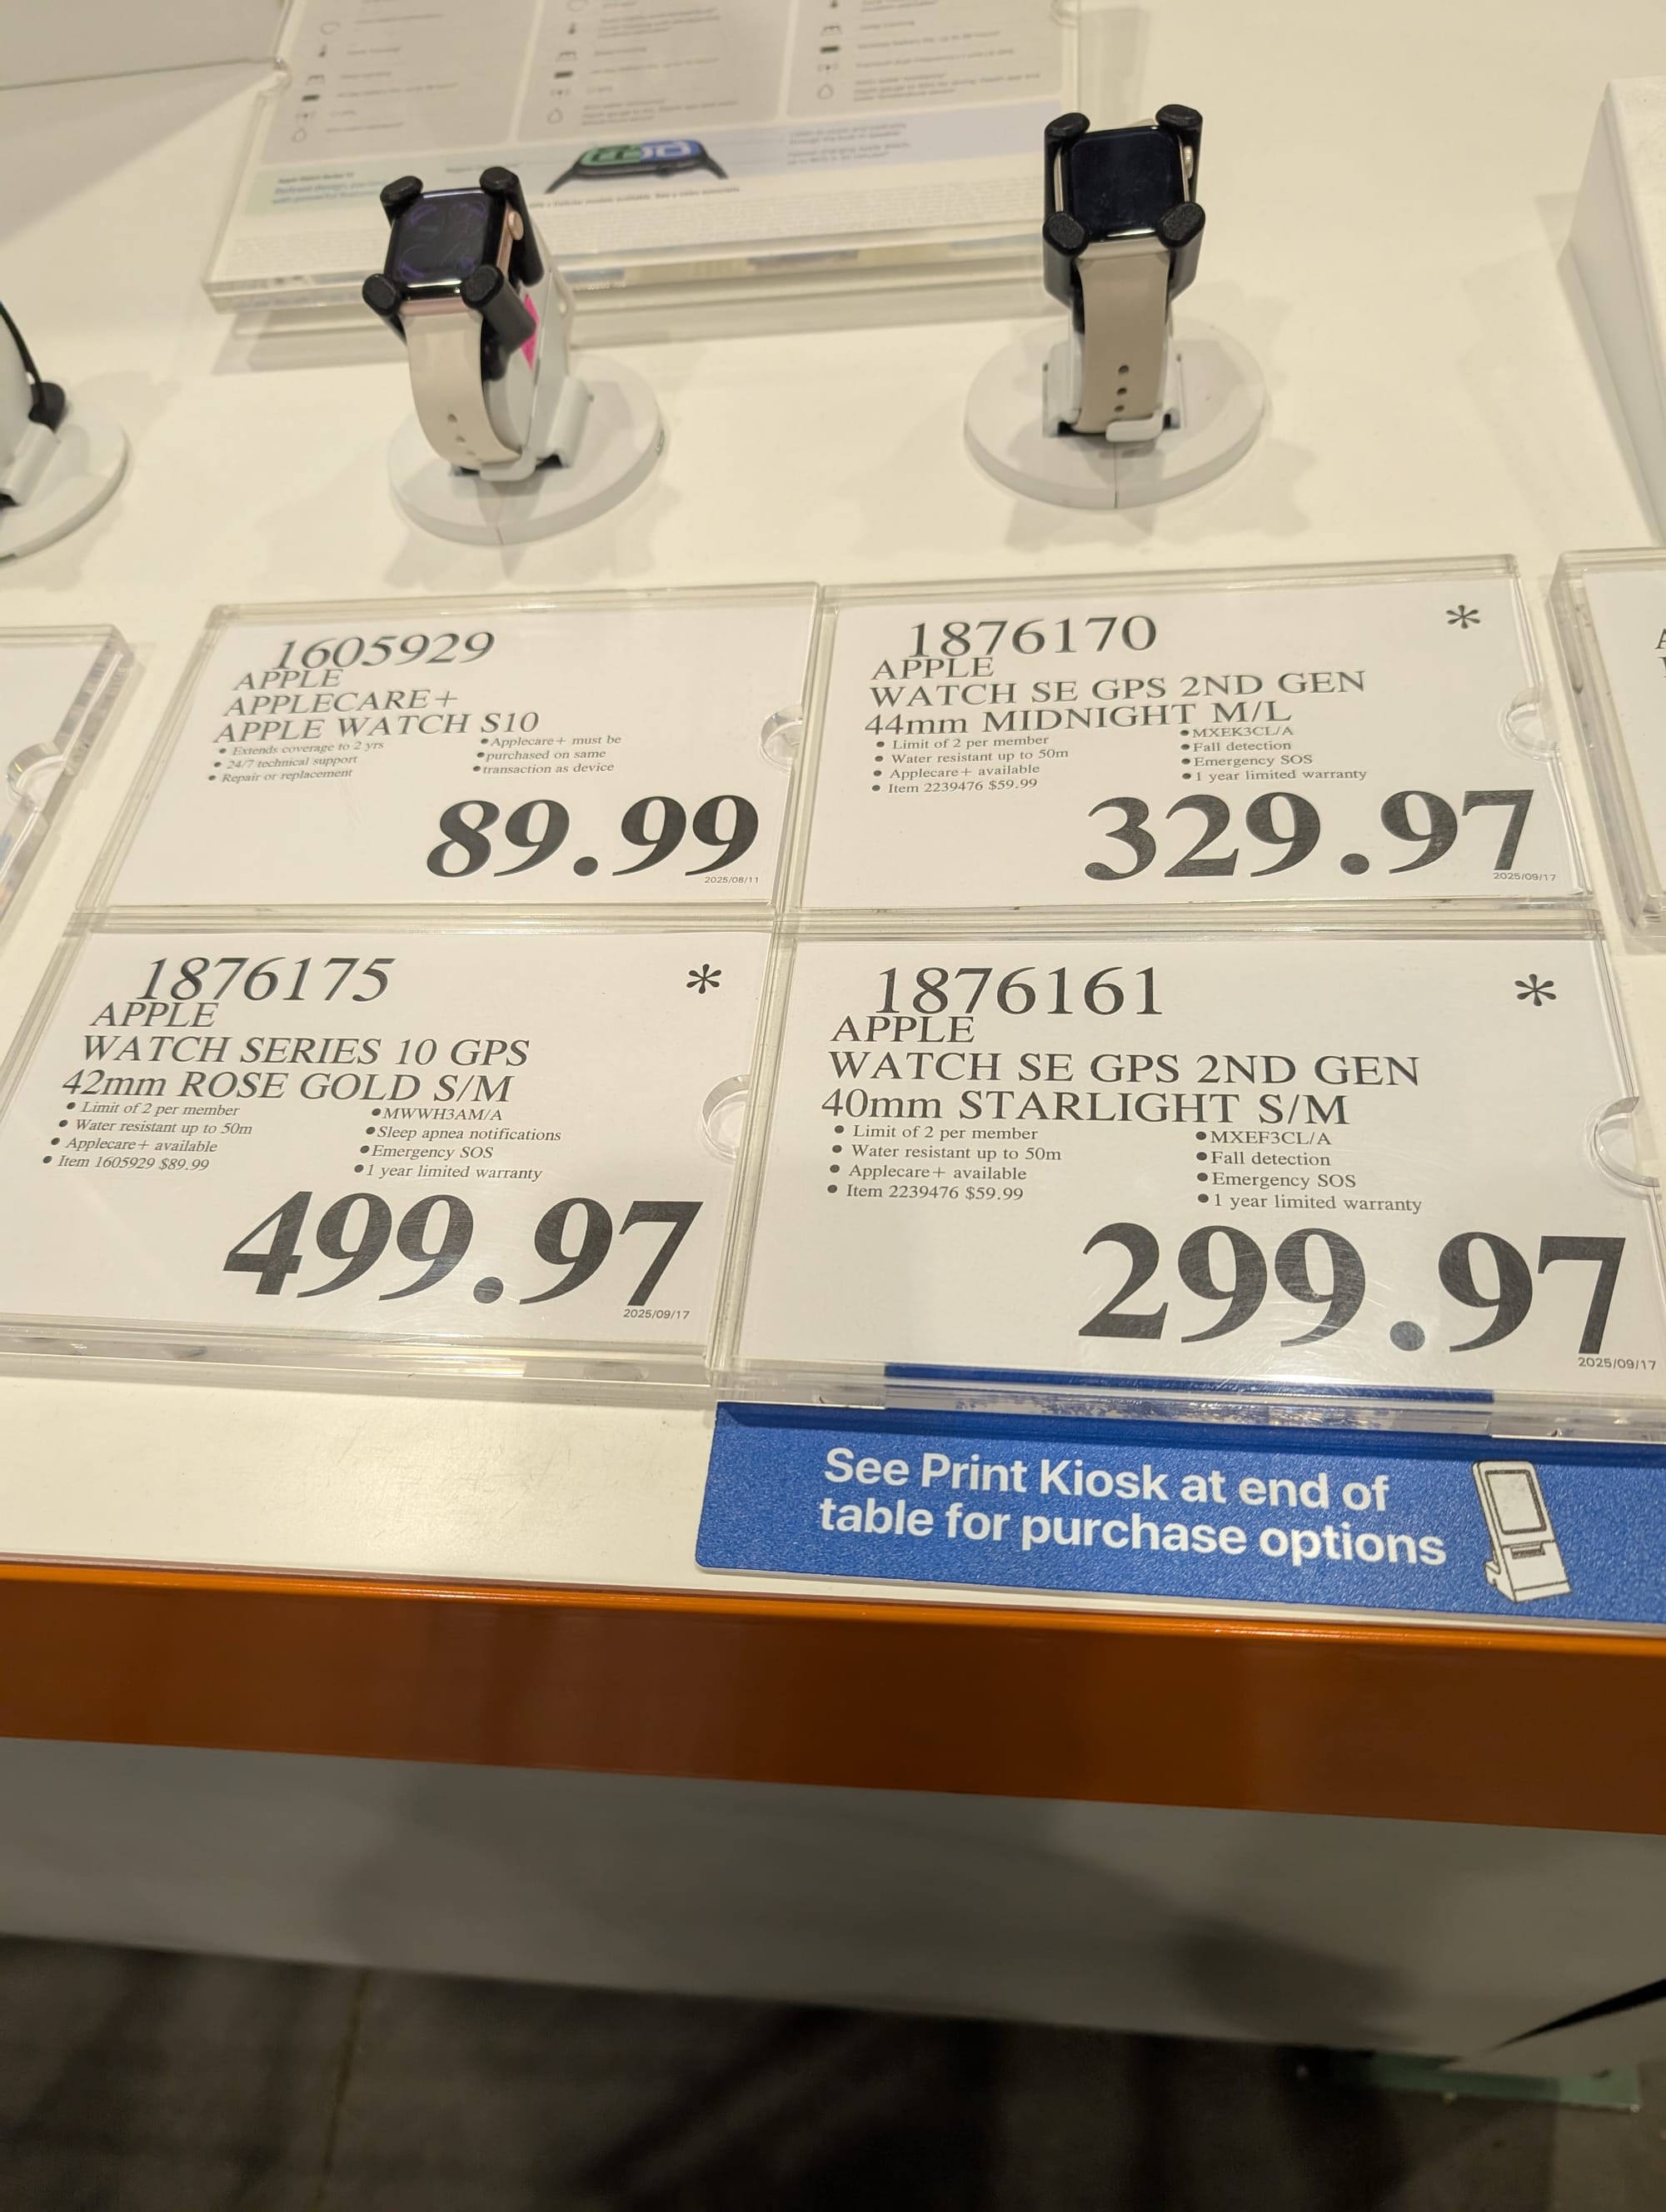 1605929
APPLE
APPLECARE+
APPLE WATCH S10
• Extends coverage to 2 yrs
• 24/7 technical support
• Repair or replacement
• Applecare+ must be
• purchased on same
• transaction as device
89.99
2025/08/11
1876170
*
APPLE
WATCH SE GPS 2ND GEN
44mm MIDNIGHT M/L
• Limit of 2 per member
• Water resistant up to 50m
• Applecare+ available
• Item 2239476 $59.99
• MXEK3CL/A
• Fall detection
• Emergency SOS
• 1 year limited warranty
329.97
2025/09/17
1876175
*
APPLE
WATCH SERIES 10 GPS
42mm ROSE GOLD S/M
• Limit of 2 per member
• Water resistant up to 50m
• Applecare+ available
• Item 1605929 $89.99
• MWWH3AM/A
• Sleep apnea notifications
• Emergency SOS
• 1 year limited warranty
499.97
2025/09/17
1876161
*
APPLE
WATCH SE GPS 2ND GEN
40mm STARLIGHT S/M
• Limit of 2 per member
• Water resistant up to 50m
• Applecare+ available
• Item 2239476 $59.99
• MXEF3CL/A
• Fall detection
• Emergency SOS
• 1 year limited warranty
299.97
2025/09/17
See Print Kiosk at end of
table for purchase options